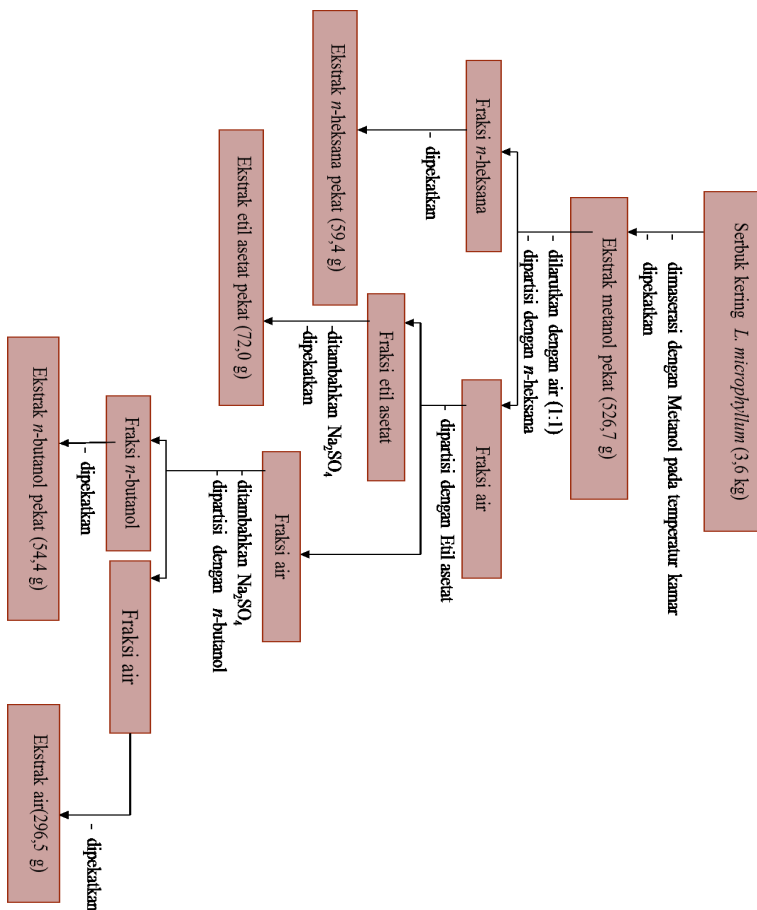 Serbuk kering L. microphyllum (3,6 kg)
- dimaserasi dengan Metanol pada temperatur kamar
- dipekatkan
Ekstrak metanol pekat (526,7 g)
- dilarutkan dengan air (1:1)
- dipartisi dengan n-heksana
Fraksi n-heksana
- dipekatkan
Ekstrak n-heksana pekat (59,4 g)
Fraksi air
- dipartisi dengan Etil asetat
Fraksi etil asetat
-ditambahkan Na₂SO₄
-dipekatkan
Ekstrak etil asetat pekat (72,0 g)
Fraksi air
- ditambahkan Na₂SO₄
- dipartisi dengan n-butanol
Fraksi n-butanol
- dipekatkan
Ekstrak n-butanol pekat (54,4 g)
Fraksi air
- dipekatkan
Ekstrak air(296,5 g)